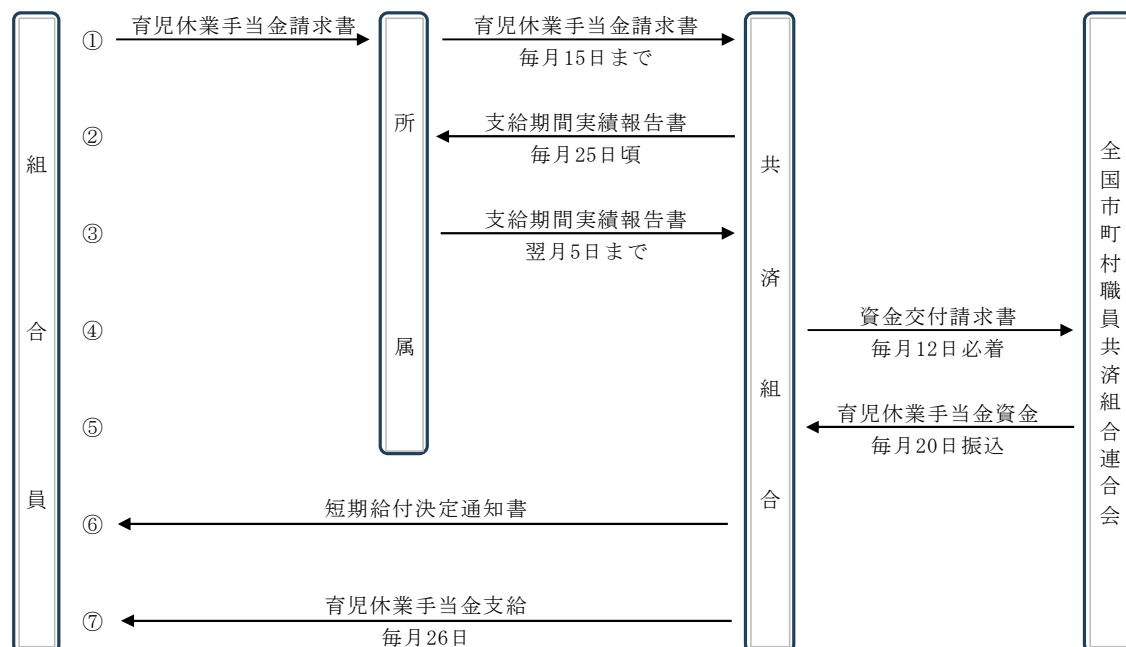 組合員
① 育児休業手当金請求書
所属
育児休業手当金請求書
毎月15日まで
共済組合
全国市町村職員共済組合連合会
② 支給期間実績報告書
毎月25日頃
③ 支給期間実績報告書
翌月5日まで
④ 資金交付請求書
毎月12日必着
⑤ 育児休業手当金資金
毎月20日振込
⑥ 短期給付決定通知書
⑦ 育児休業手当金支給
毎月26日